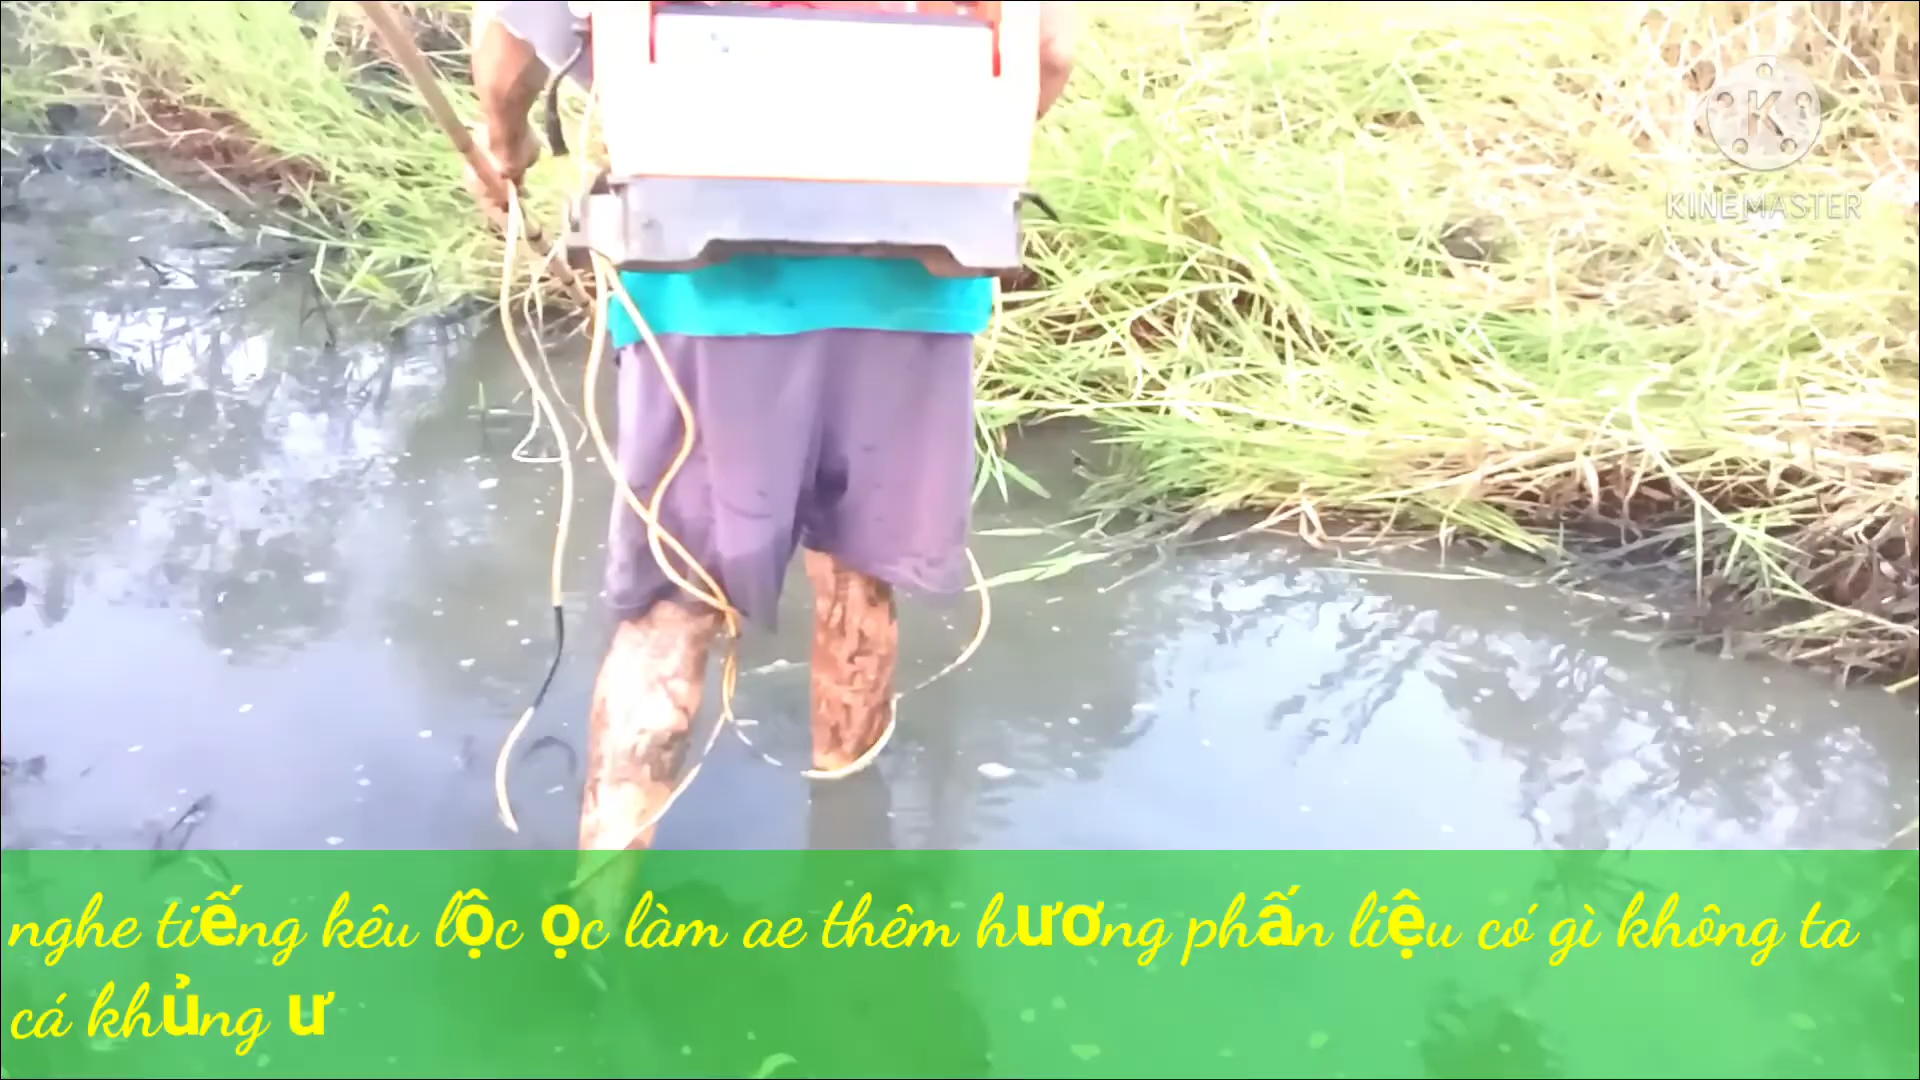 KINEMASTER
nghe tiếng kêu lộc ọc làm ae thêm hương phấn liệu có gì không ta
cá khủng ư